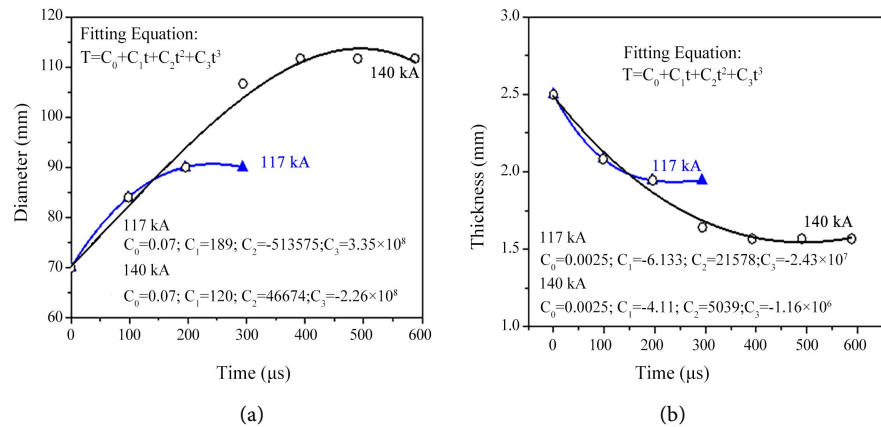 120
110
100
90
80
70
60
Diameter (mm)
Fitting Equation:
T=C₀+C₁t+C₂t²+C₃t³
140 kA
117 kA
117 kA
C₀=0.07; C₁=189; C₂=-513575;C₃=3.35×10⁸
140 kA
C₀=0.07; C₁=120; C₂=46674;C₃=-2.26×10⁸
0 100 200 300 400 500 600
Time (μs)
(a)
3.0
2.5
2.0
1.5
1.0
Thickness (mm)
Fitting Equation:
T=C₀+C₁t+C₂t²+C₃t³
117 kA
140 kA
117 kA
C₀=0.0025; C₁=-6.133; C₂=21578;C₃=-2.43×10⁷
140 kA
C₀=0.0025; C₁=-4.11; C₂=5039;C₃=-1.16×10⁶
0 100 200 300 400 500 600
Time (μs)
(b)